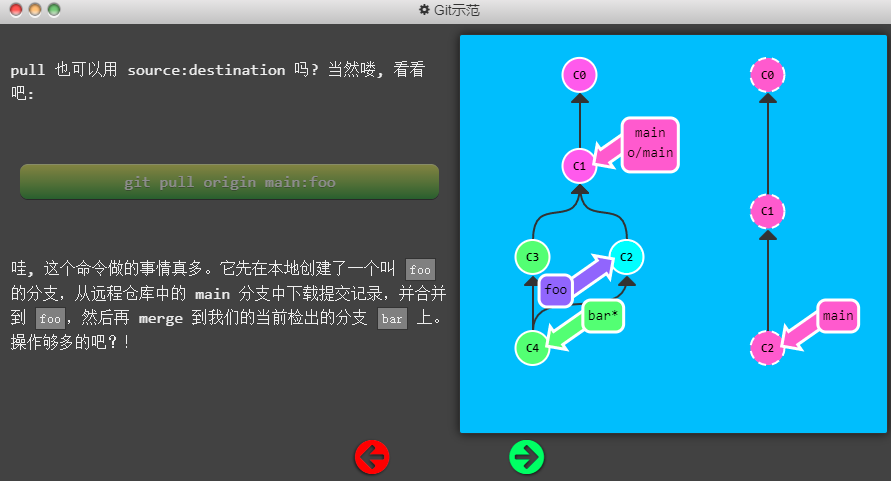 Git示范
pull 也可以用 source:destination 吗? 当然喽, 看看
吧:
git pull origin main:foo
哇, 这个命令做的事情真多。它先在本地创建了一个叫 foo
的分支, 从远程仓库中的 main 分支中下载提交记录, 并合并
到 foo, 然后再 merge 到我们的当前检出的分支 bar 上。
操作够多的吧?!
C0
main
o/main
C1
C3
C2
foo
bar*
C4
C0
C1
main
C2